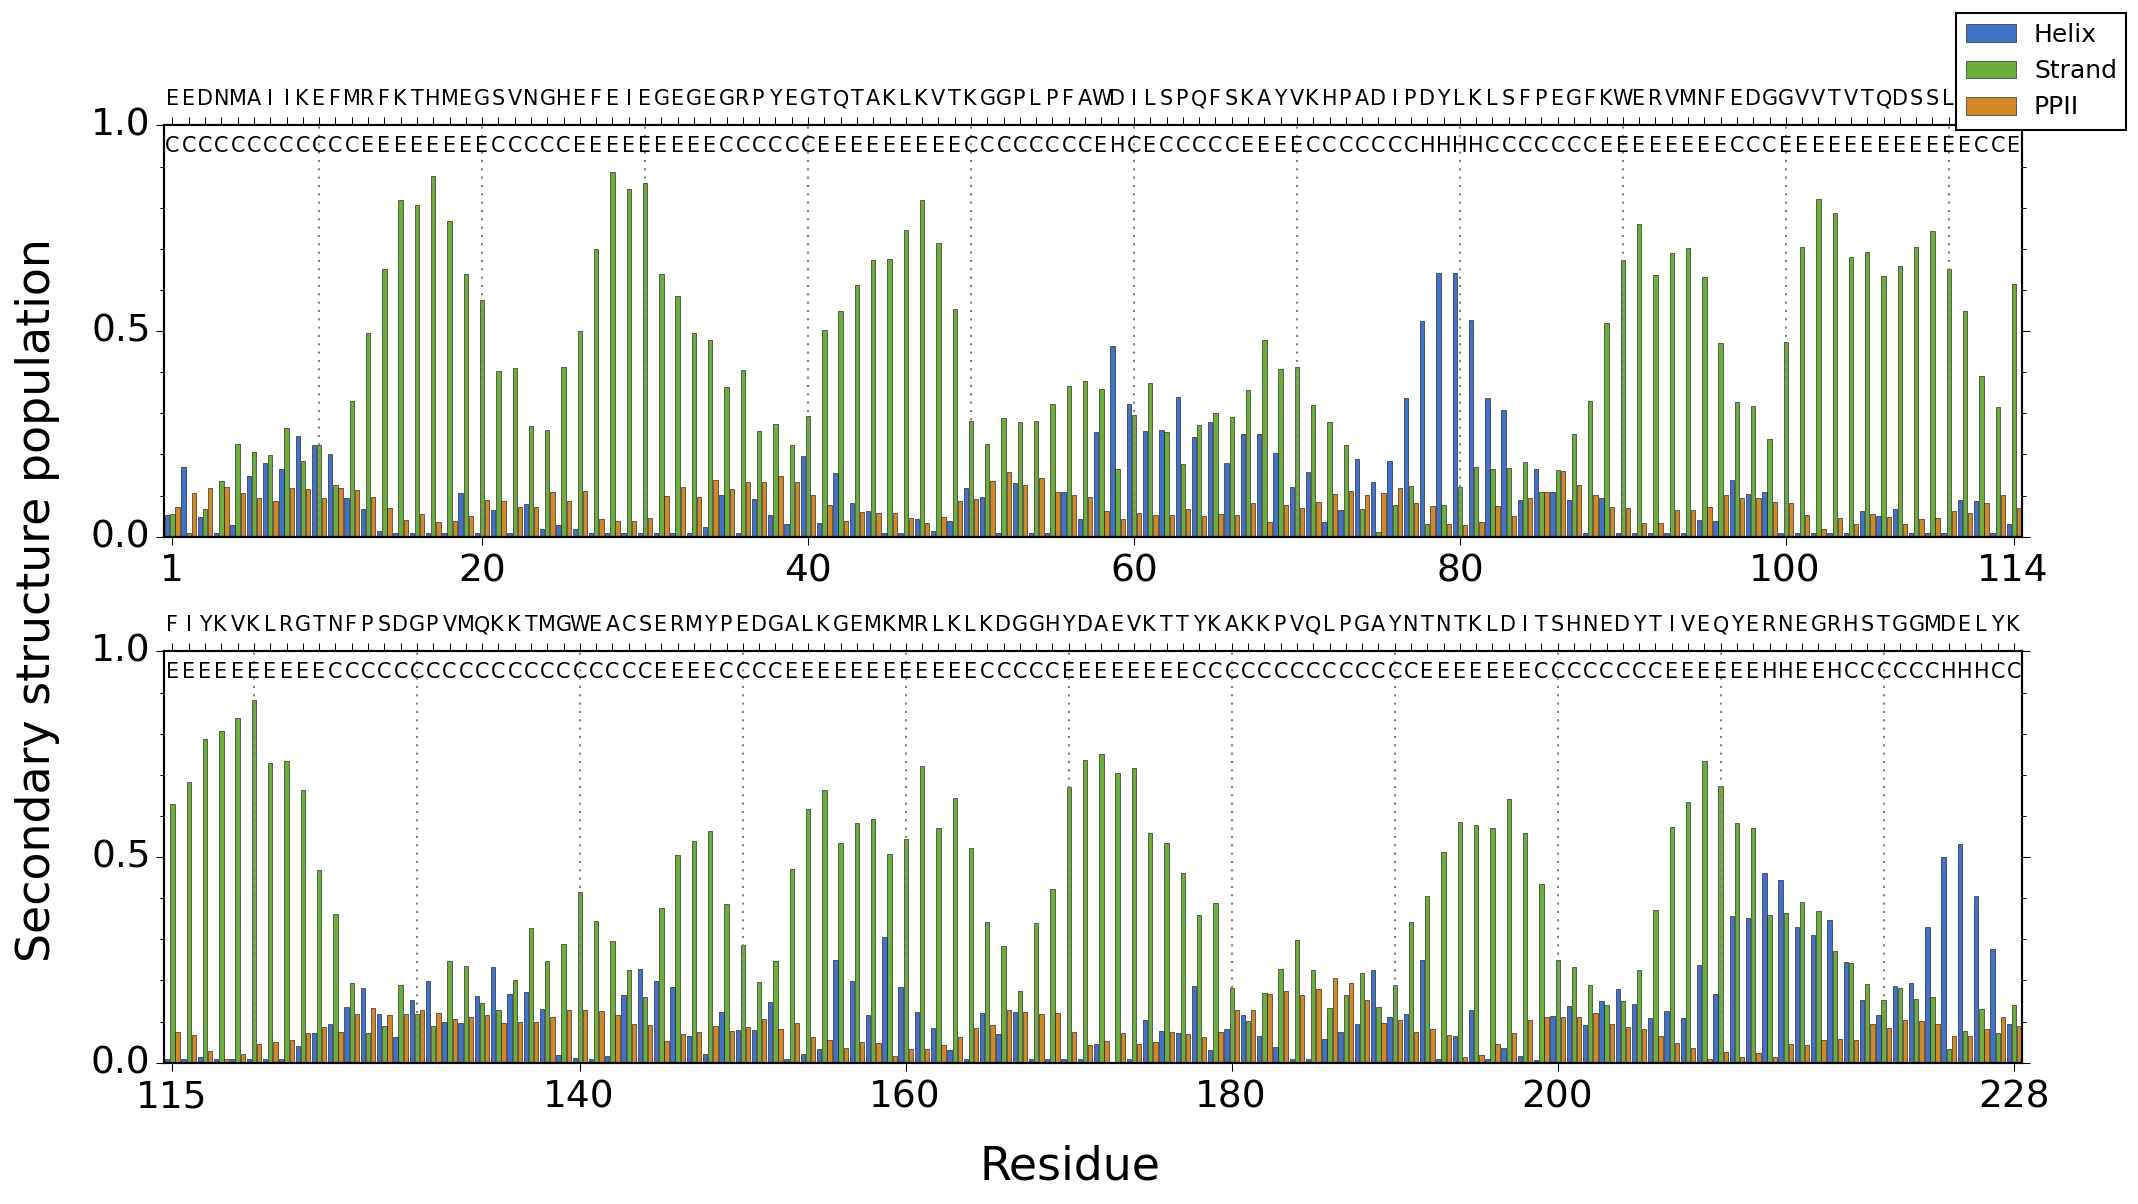 Helix
Strand
PPII
EEDNMAIIKEFMRFKTHMEGSVNGHEFEIEGEGEGRPYEGTQTAKLKVTKGGPLPFAWDILSPQFSKAYVKHPADIPDYLKLSFPEGFKWERVMNFEDGGVVTVTQDSSL
CCCCCCCCCCCCEEEEEEEECCCCCEEEEEEEEECCCCCCEEEEEEEEECCCCCCCCEHCECCCCCEEEECCCCCCCHHHHCCCCCCCEEEEEEEECCCEEEEEEEEEEEECCE
1.0
0.5
0.0
1 20 40 60 80 100 114
FIYKVKLRGTNFPSDGPVMQKKTMGWEACSERMYPEDGALKGEMKMRLKLKDGGHYDAEVKTTYKAKKPVQLPGAYNTNTKLDITSHNEDYTIVEQYERNEGRHSTGGMDELYK
EEEEEEEEEECCCCCCCCCCCCCCCCCCCCEEEECCCCEEEEEEEEEEEECCCCCEEEEEEEECCCCCCCCCCCCCCEEEEEEECCCCCCCCEEEEEEHHEEHCCCCCCHHHCC
1.0
0.5
0.0
115 140 160 180 200 228
Secondary structure population
Residue